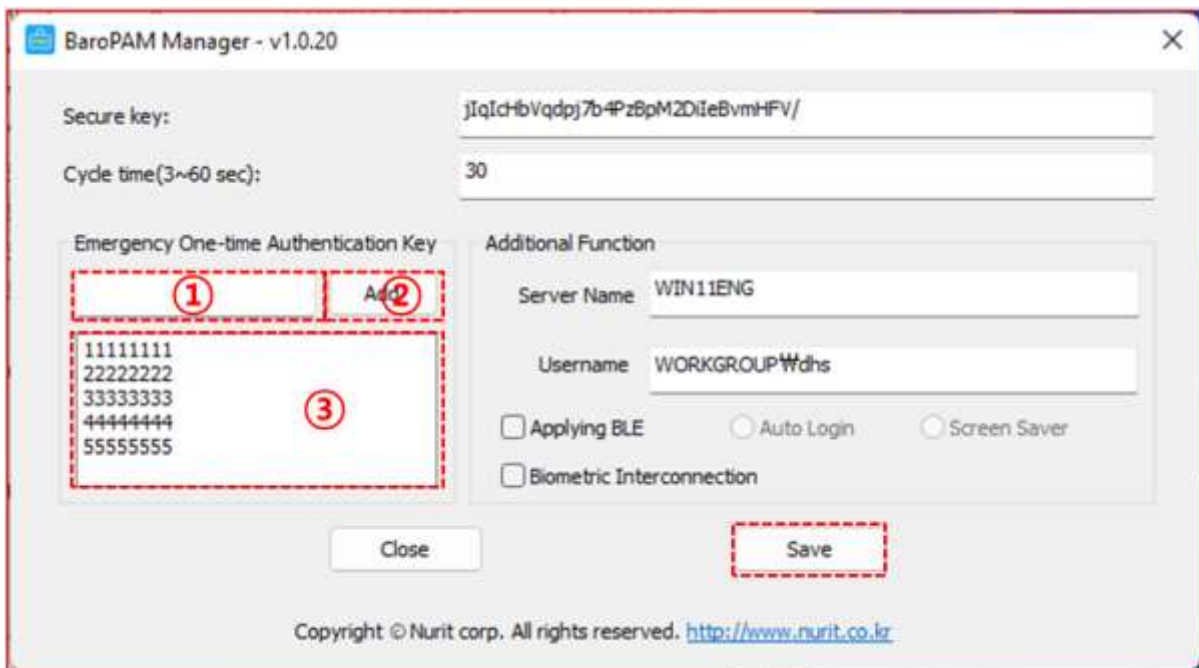 BaroPAM Manager - v1.0.20
Secure key:
jIqIcHbVqdpj7b4PzBpM2DiIeBvmHFV/
Cycle time(3~60 sec):
30
Emergency One-time Authentication Key
① Add ②
11111111
22222222
33333333
44444444
55555555
③
Additional Function
Server Name WIN11ENG
Username WORKGROUP₩dhs
Applying BLE Auto Login Screen Saver
Biometric Interconnection
Close Save
Copyright © Nurit corp. All rights reserved. http://www.nurit.co.kr